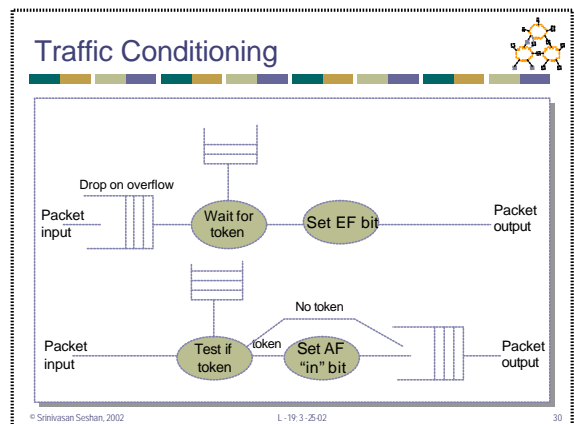 Traffic Conditioning
Drop on overflow
Packet
input
Wait for
token
Set EF bit
Packet
output
No token
Packet
input
Test if
token
token
Set AF
“in” bit
Packet
output
© Srinivasan Seshan, 2002
L -19; 3 -25-02
30